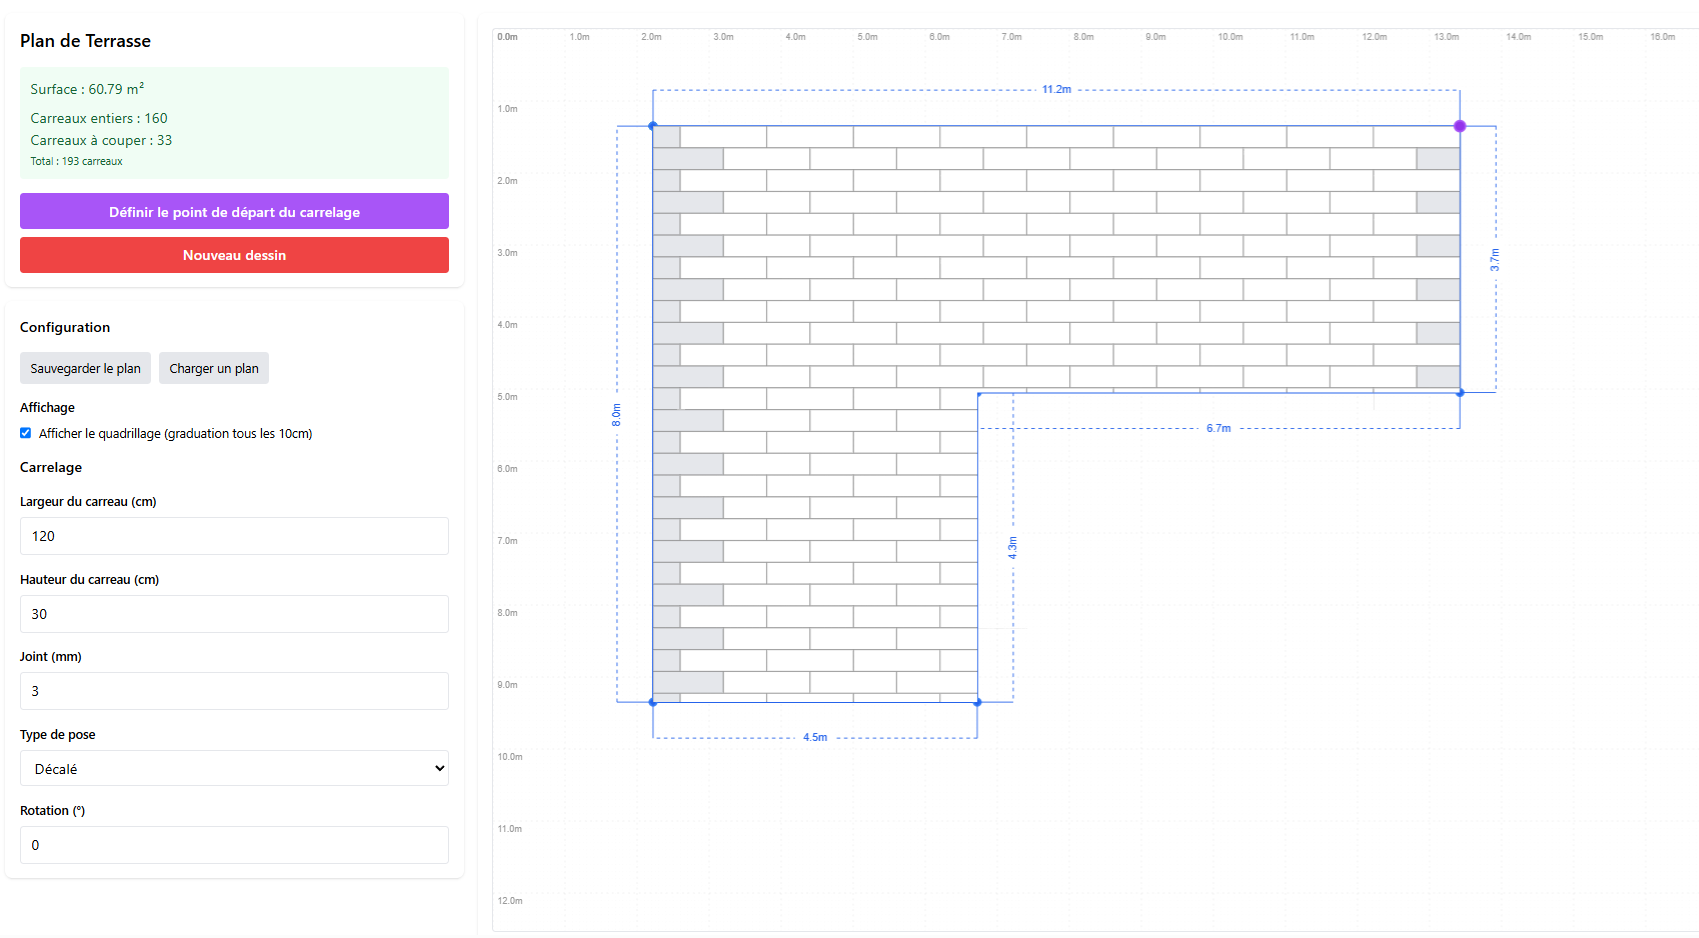 Plan de Terrasse
Surface : 60.79 m²
Carreaux entiers : 160
Carreaux à couper : 33
Total : 193 carreaux
Définir le point de départ du carrelage
Nouveau dessin
Configuration
Sauvegarder le plan
Charger un plan
Affichage
Afficher le quadrillage (graduation tous les 10cm)
Carrelage
Largeur du carreau (cm)
120
Hauteur du carreau (cm)
30
Joint (mm)
3
Type de pose
Décalé
Rotation (°)
0
0.0m 1.0m 2.0m 3.0m 4.0m 5.0m 6.0m 7.0m 8.0m 9.0m 10.0m 11.0m 12.0m 13.0m 14.0m 15.0m 16.0m
11.2m
1.0m
2.0m
3.0m
3.7m
4.0m
5.0m
8.0m
6.7m
6.0m
7.0m
4.3m
8.0m
9.0m
4.5m
10.0m
11.0m
12.0m